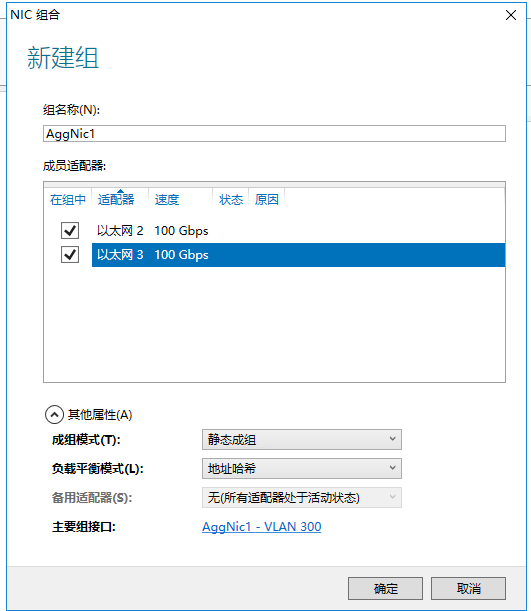 NIC 组合
新建组
组名称(N):
AggNic1
成员适配器:
在组中 适配器 速度 状态 原因
以太网 2 100 Gbps
以太网 3 100 Gbps
其他属性(A)
成组模式(T): 静态成组
负载平衡模式(L): 地址哈希
备用适配器(S): 无(所有适配器处于活动状态)
主要组接口: AggNic1 - VLAN 300
确定 取消